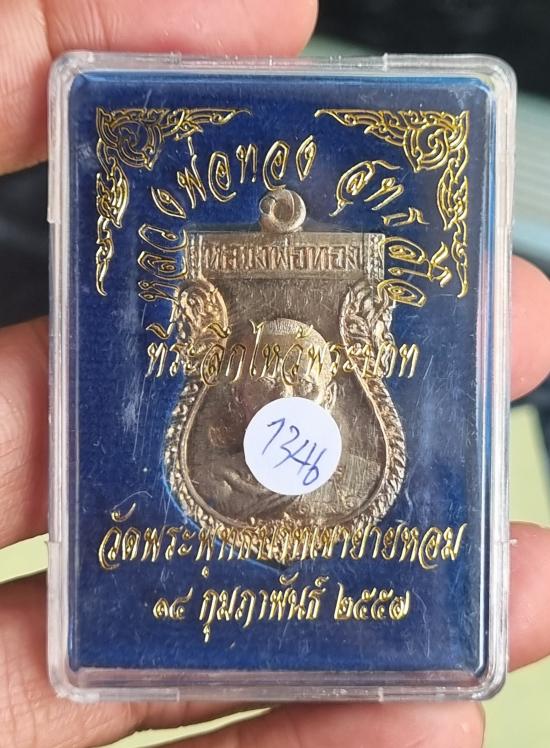 หลวงพ่อทอง สุทธสีโล
หลวงพ่อทอง
ที่ระลึกไหว้พระบาท
7346
วัดพระพุทธบาทเขายายหอม
๑๔ กุมภาพันธ์ ๒๕๕๗